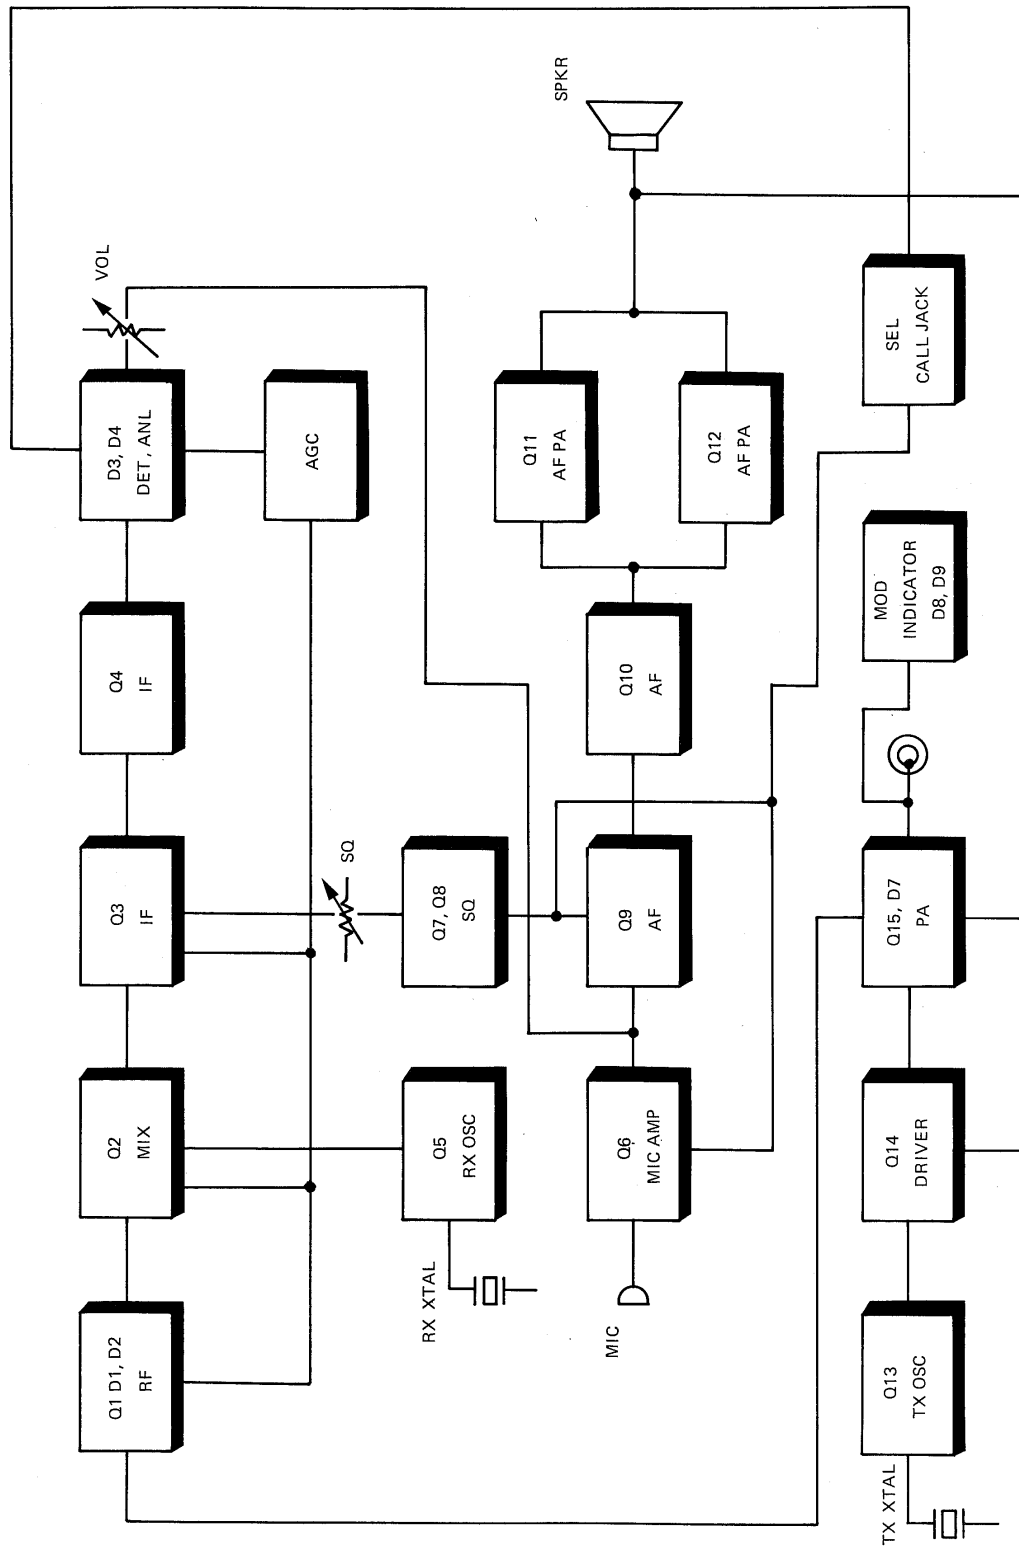 Q1 D1, D2
RF
Q2
MIX
Q3
IF
Q4
IF
D3, D4
DET, ANL
VOL
AGC
SQ
RX XTAL
Q5
RX OSC
Q7, Q8
SQ
MIC
Q6
MIC AMP
Q9
AF
Q10
AF
Q11
AF PA
Q12
AF PA
SPKR
TX XTAL
Q13
TX OSC
Q14
DRIVER
Q15, D7
PA
MOD
INDICATOR
D8, D9
SEL
CALL JACK